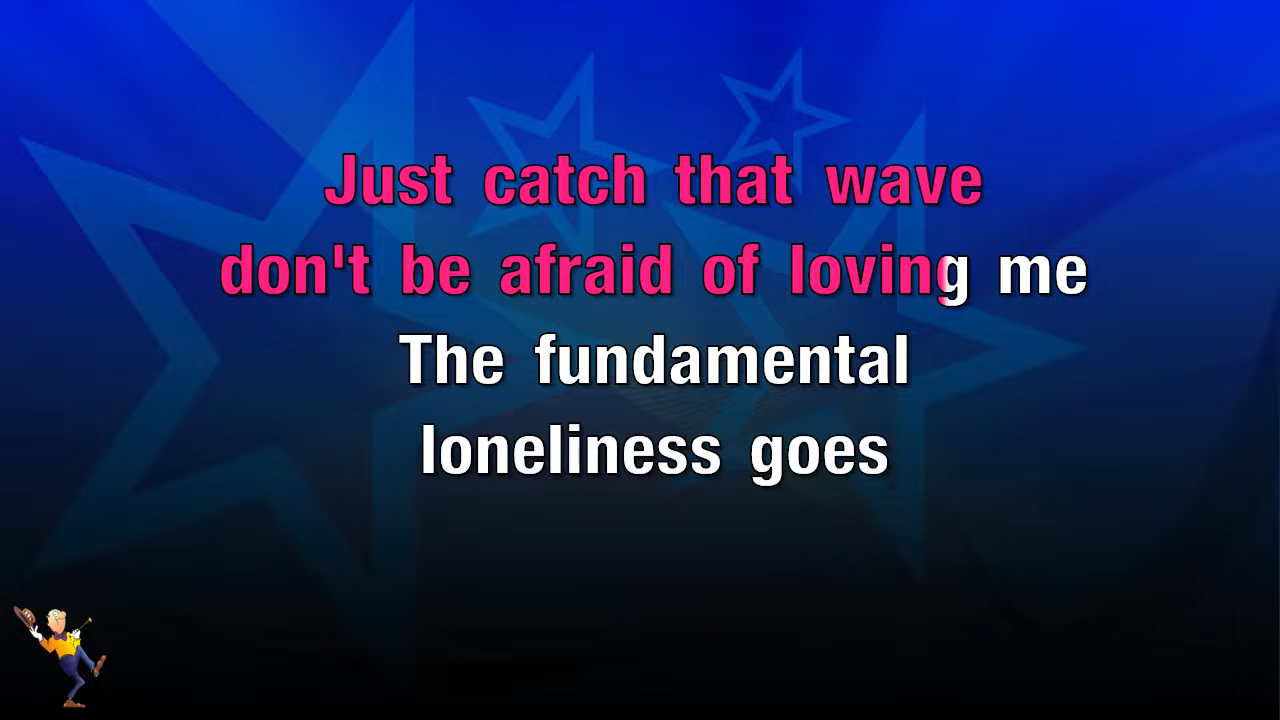 Just catch that wave
don't be afraid of loving me
The fundamental
loneliness goes